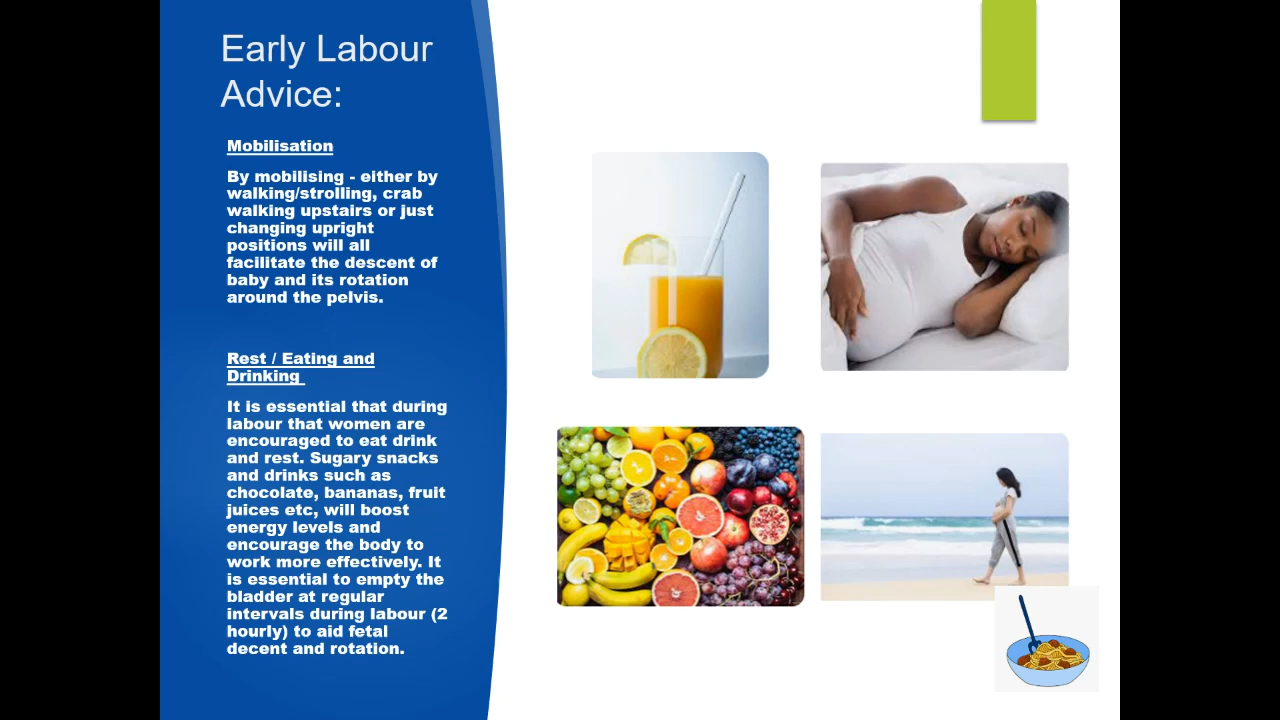 Early Labour
Advice:
Mobilisation
By mobilising - either by
walking/strolling, crab
walking upstairs or just
changing upright
positions will all
facilitate the descent of
baby and its rotation
around the pelvis.
Rest / Eating and
Drinking
It is essential that during
labour that women are
encouraged to eat drink
and rest. Sugary snacks
and drinks such as
chocolate, bananas, fruit
juices etc, will boost
energy levels and
encourage the body to
work more effectively. It
is essential to empty the
bladder at regular
intervals during labour (2
hourly) to aid fetal
decent and rotation.